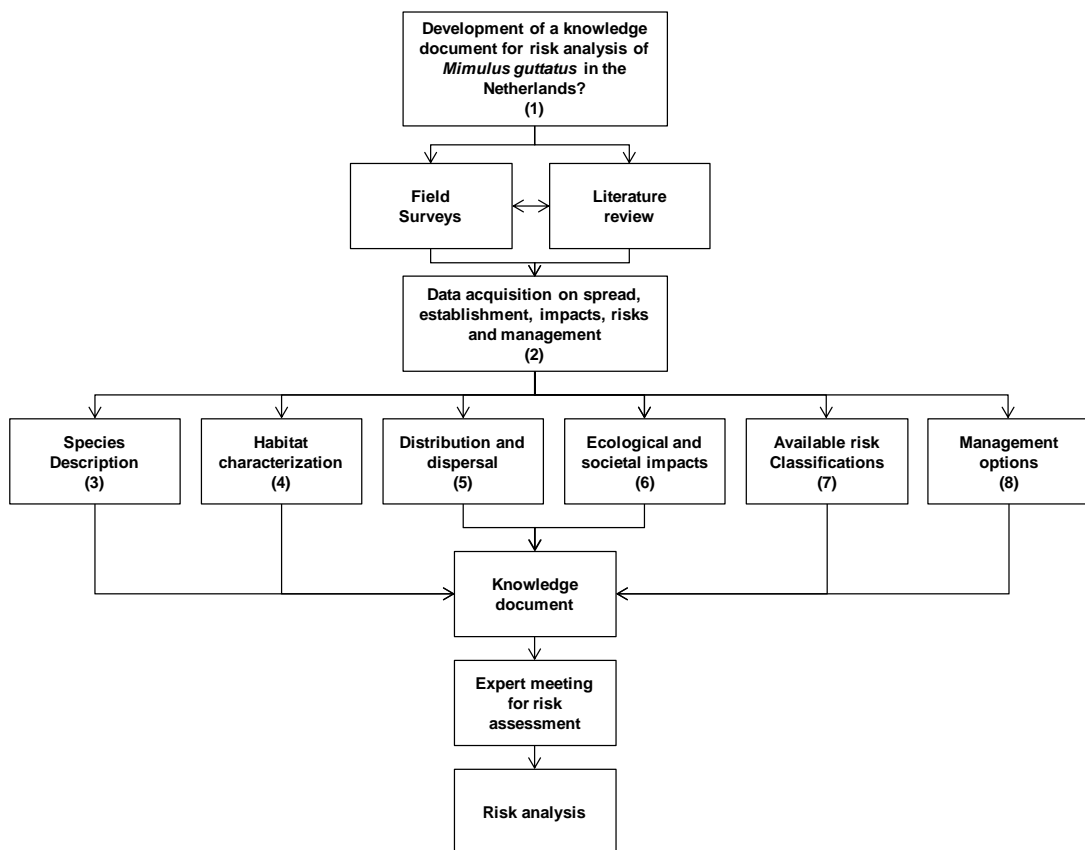 Development of a knowledge
document for risk analysis of
Mimulus guttatus in the
Netherlands?
(1)
Field
Surveys
Literature
review
Data acquisition on spread,
establishment, impacts, risks
and management
(2)
Species
Description
(3)
Habitat
characterization
(4)
Distribution and
dispersal
(5)
Ecological and
societal impacts
(6)
Available risk
Classifications
(7)
Management
options
(8)
Knowledge
document
Expert meeting
for risk
assessment
Risk analysis